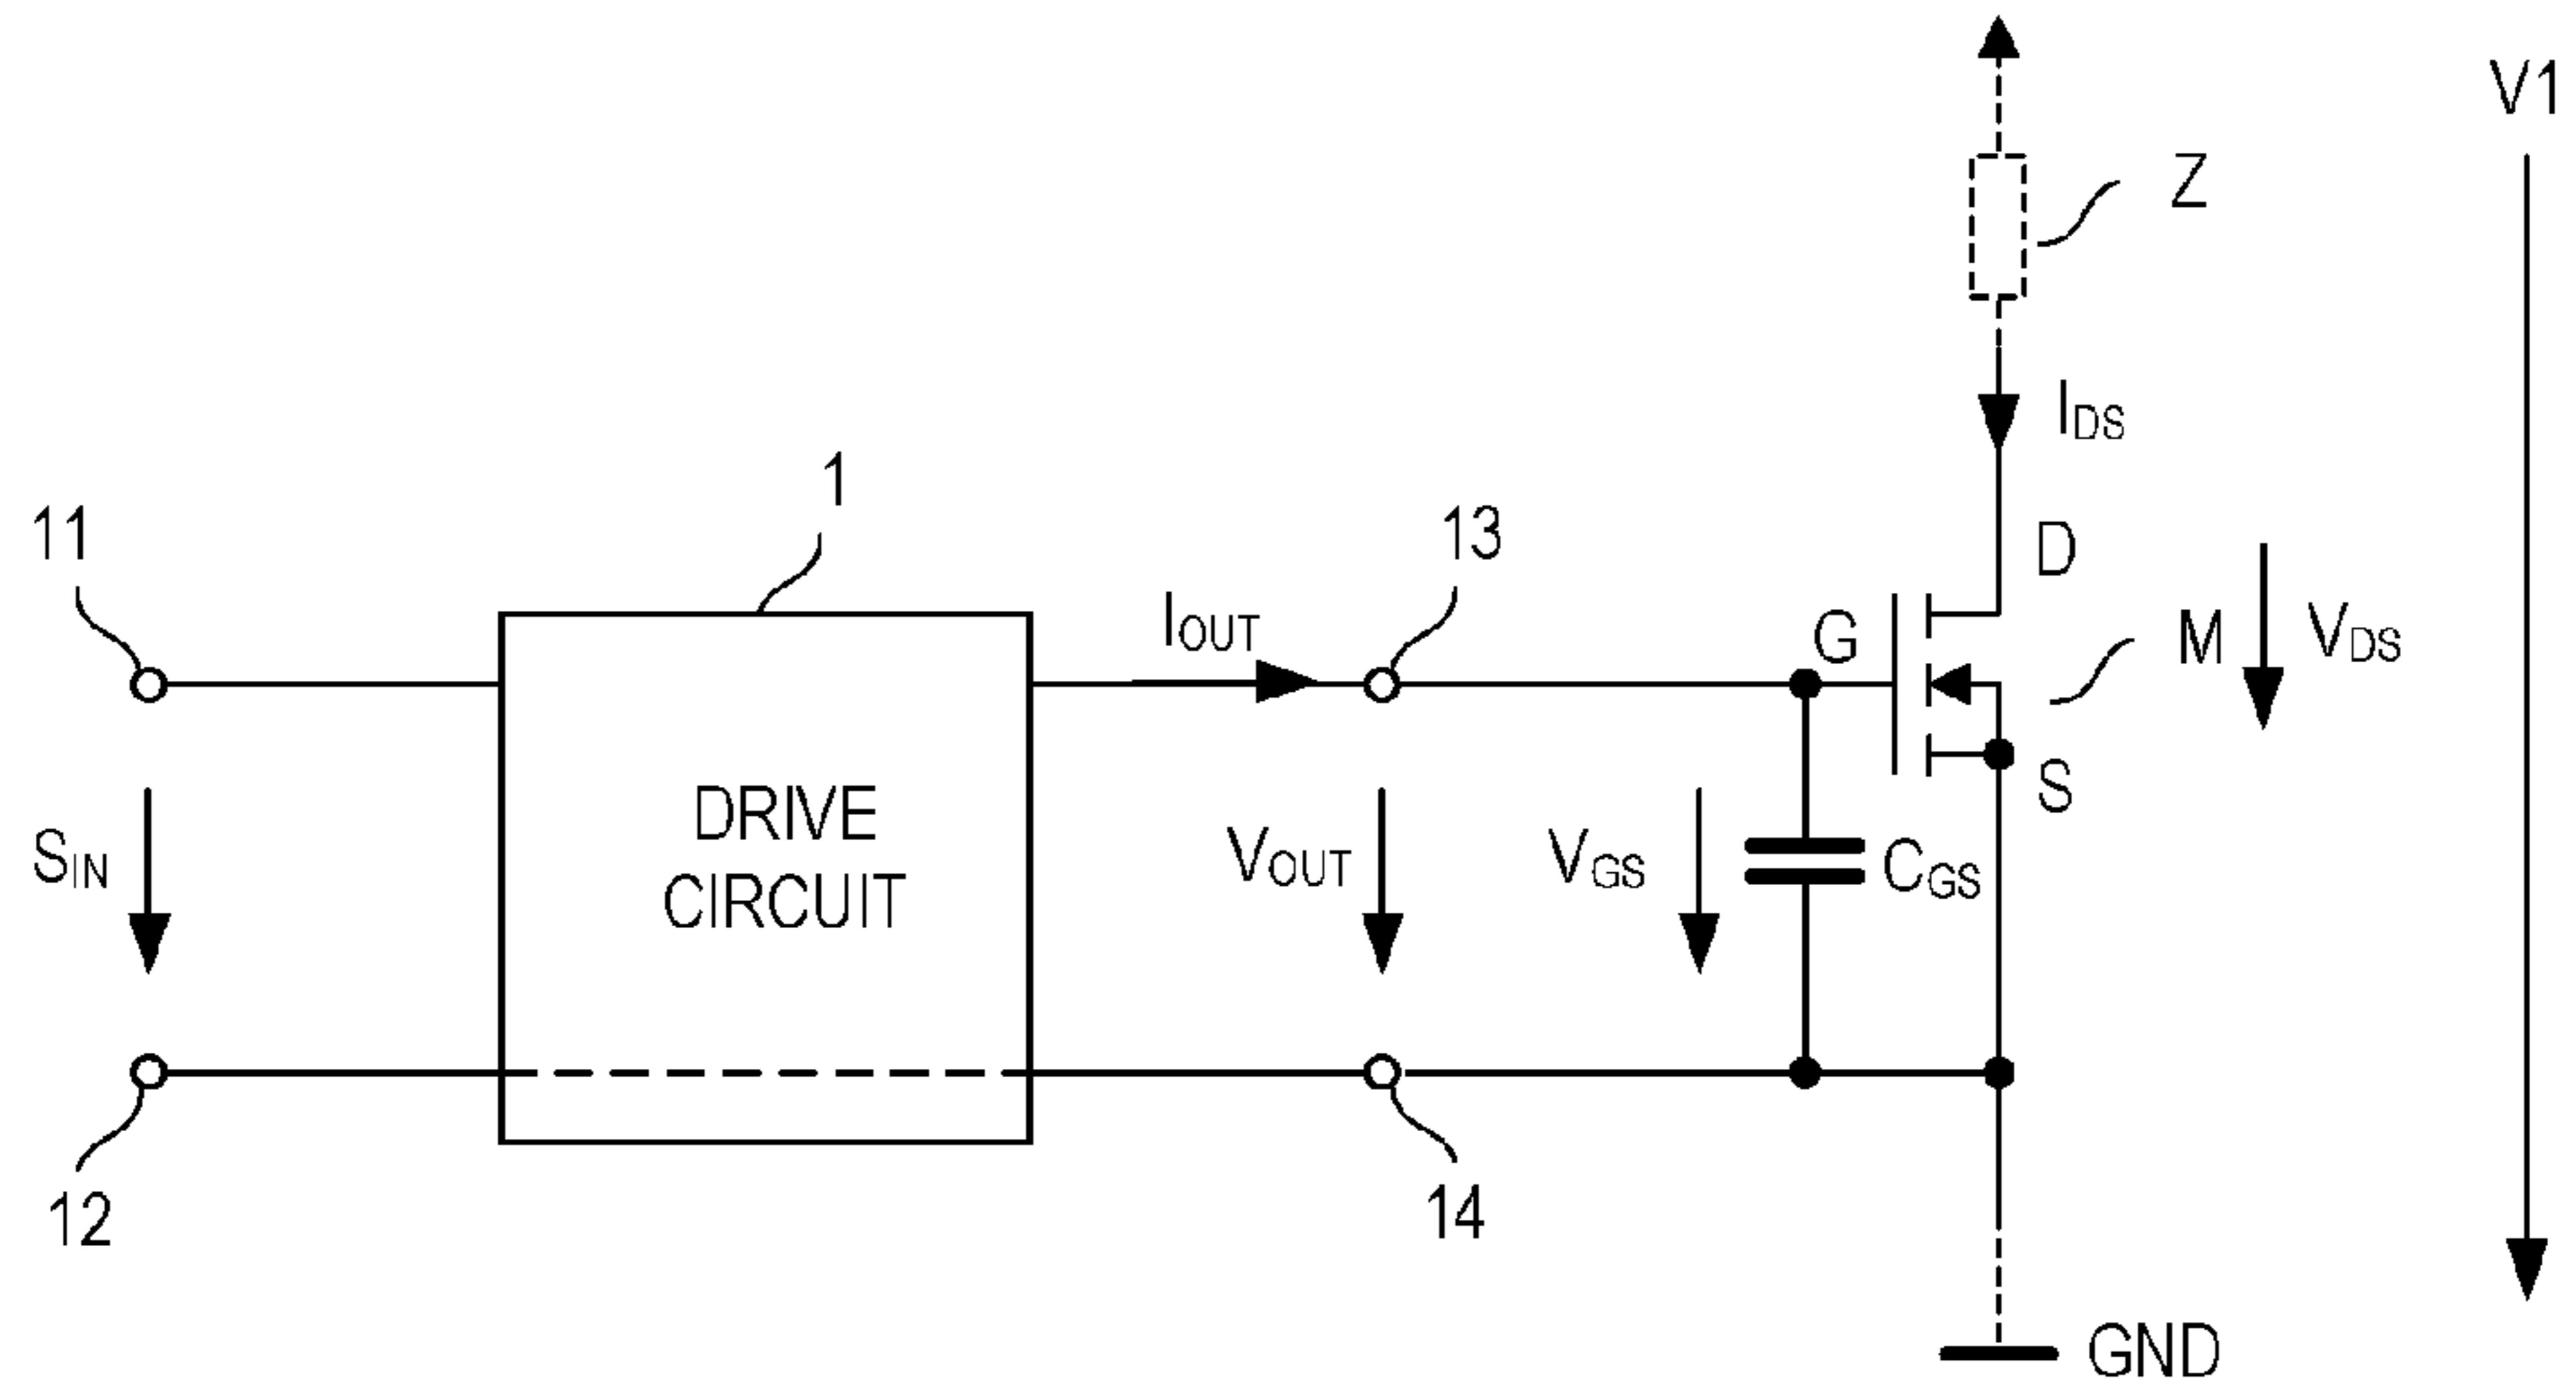 V1
Z
IDS
1
11
13
IOUT
D
G
M
VDS
S
DRIVE
CIRCUIT
SIN
VOUT
VGS
CGS
12
14
GND